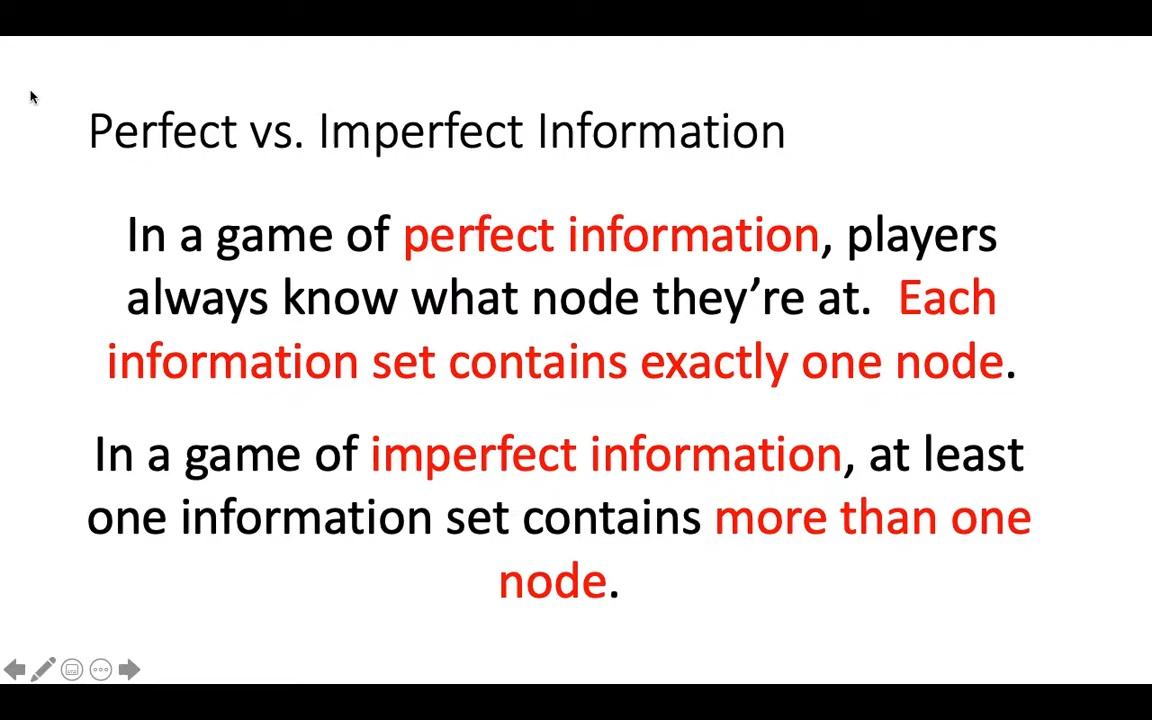 Perfect vs. Imperfect Information
In a game of perfect information, players
always know what node they’re at.  Each
information set contains exactly one node.
In a game of imperfect information, at least
one information set contains more than one
node.